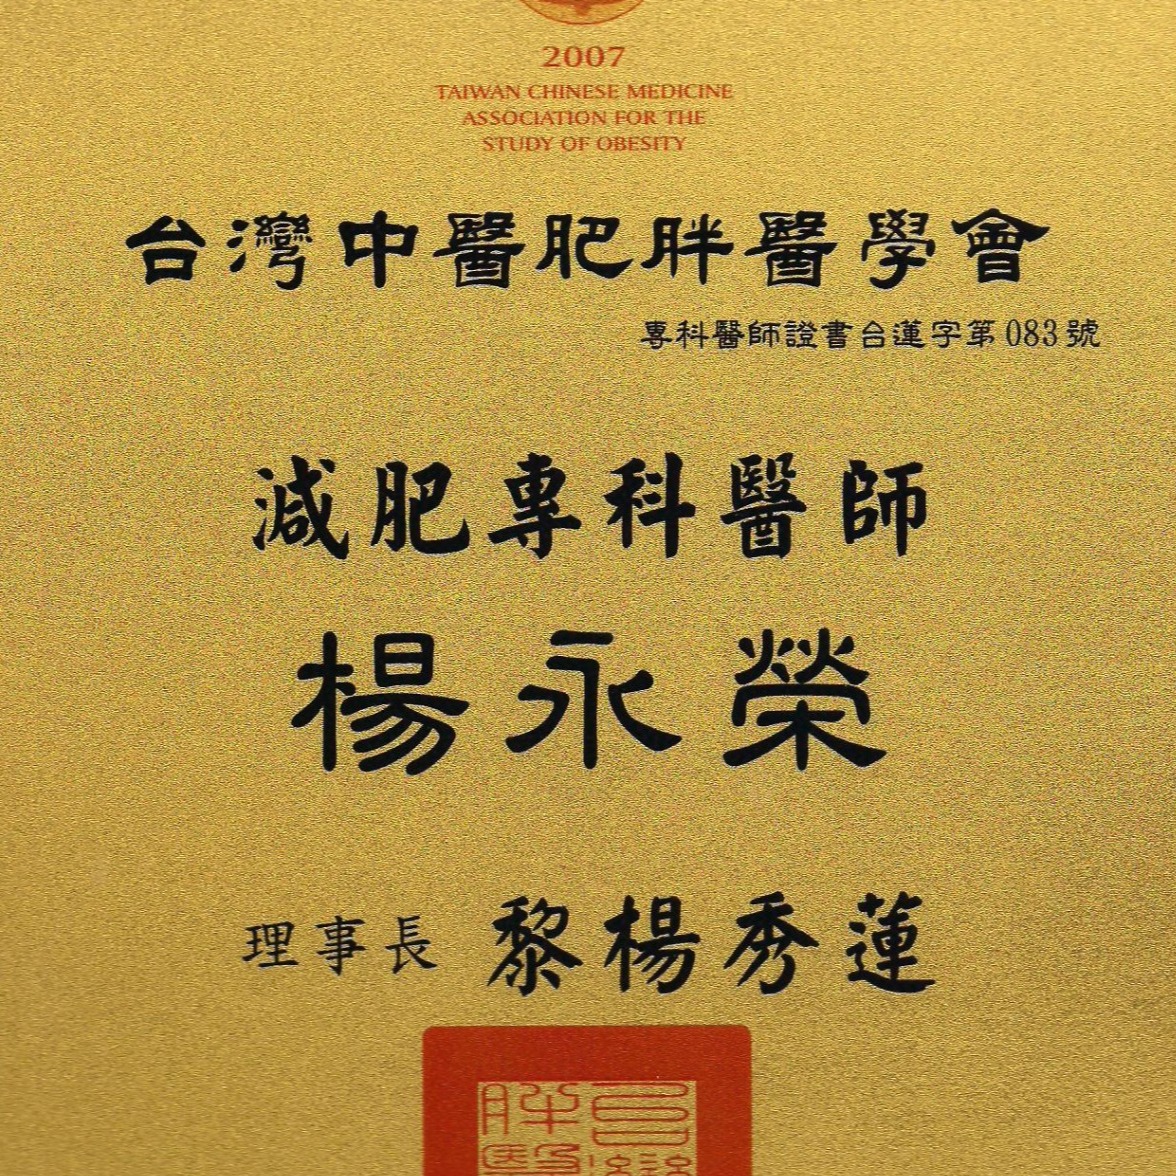 2007
TAIWAN CHINESE MEDICINE
ASSOCIATION FOR THE
STUDY OF OBESITY
台灣中醫肥胖醫學會
專科醫師證書台蓮字第083號
減肥專科醫師
楊永榮
理事長 黎楊秀蓮